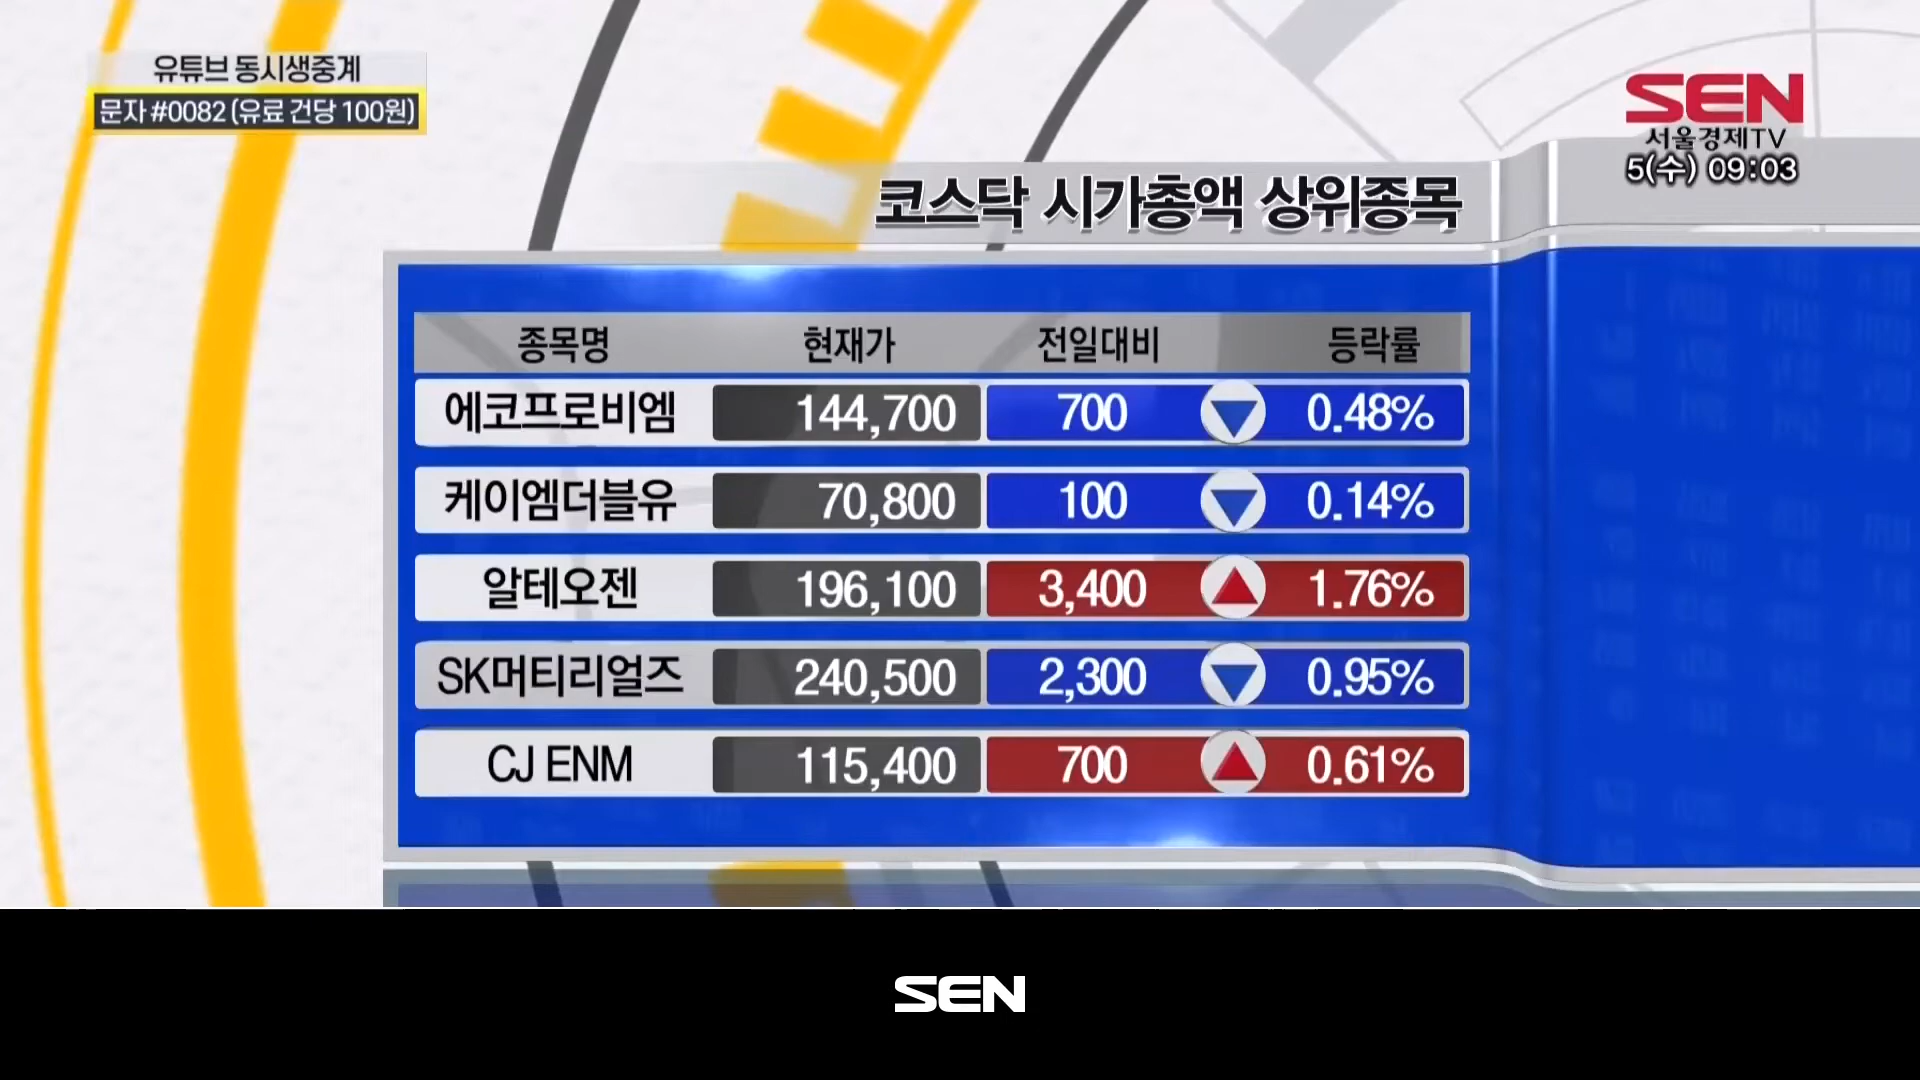 유튜브 동시생중계
문자 #0082 (유료 건당 100원)
SEN
서울경제TV
5(수) 09:03
코스닥 시가총액 상위종목
종목명 현재가 전일대비 등락률
에코프로비엠 144,700 700 ▼ 0.48%
케이엠더블유 70,800 100 ▼ 0.14%
알테오젠 196,100 3,400 ▲ 1.76%
SK머티리얼즈 240,500 2,300 ▼ 0.95%
CJ ENM 115,400 700 ▲ 0.61%
SEN